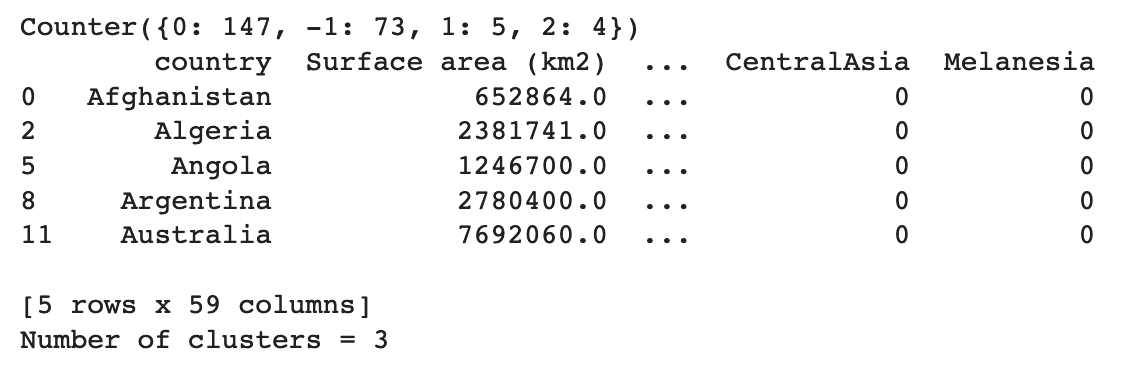 Counter({0: 147, -1: 73, 1: 5, 2: 4})
country Surface area (km2) ... CentralAsia Melanesia
0 Afghanistan 652864.0 ... 0 0
2 Algeria 2381741.0 ... 0 0
5 Angola 1246700.0 ... 0 0
8 Argentina 2780400.0 ... 0 0
11 Australia 7692060.0 ... 0 0
[5 rows x 59 columns]
Number of clusters = 3